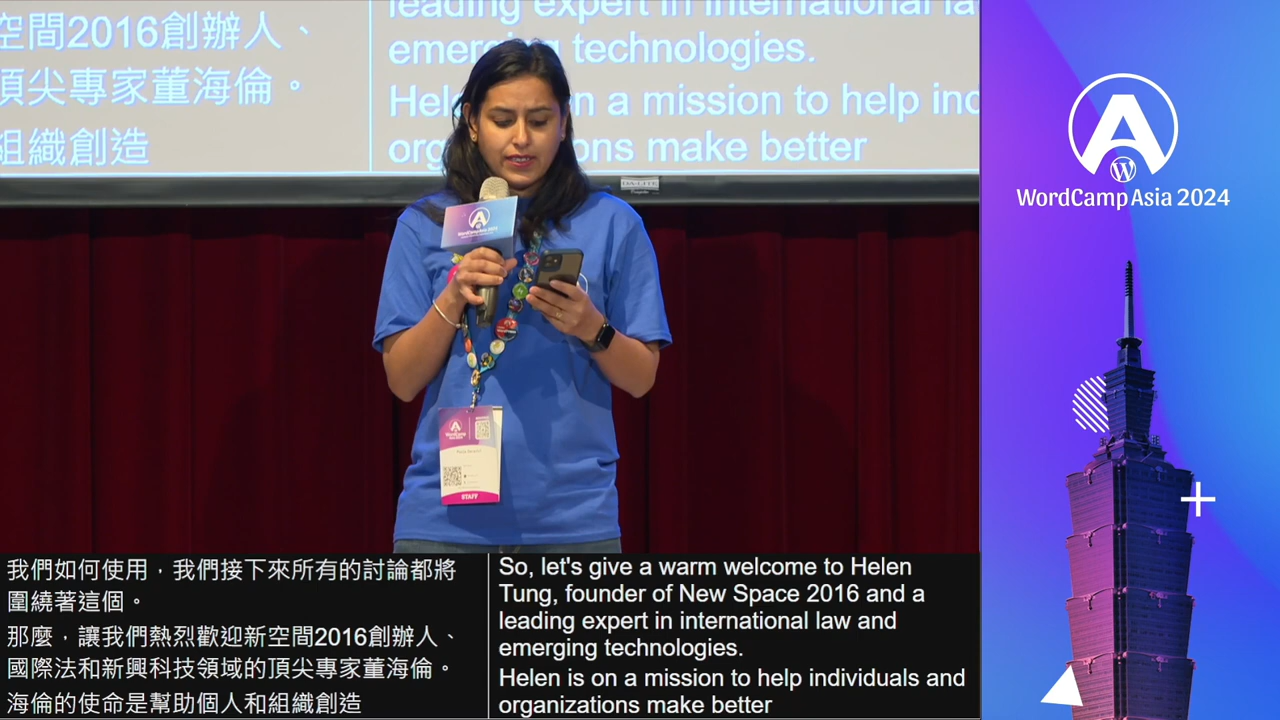 空間2016創辦人、
頂尖專家董海倫。
組織創造
leading expert in international
emerging technologies.
a mission to help
make better
WordCamp Asia 2024
WordCamp Asia 2024
STAFF
我們如何使用，我們接下來所有的討論都將
圍繞著這個。
那麼，讓我們熱烈歡迎新空間2016創辦人、
國際法和新興科技領域的頂尖專家董海倫。
海倫的使命是幫助個人和組織創造
So, let's give a warm welcome to Helen
Tung, founder of New Space 2016 and a
leading expert in international law and
emerging technologies.
Helen is on a mission to help individuals and
organizations make better